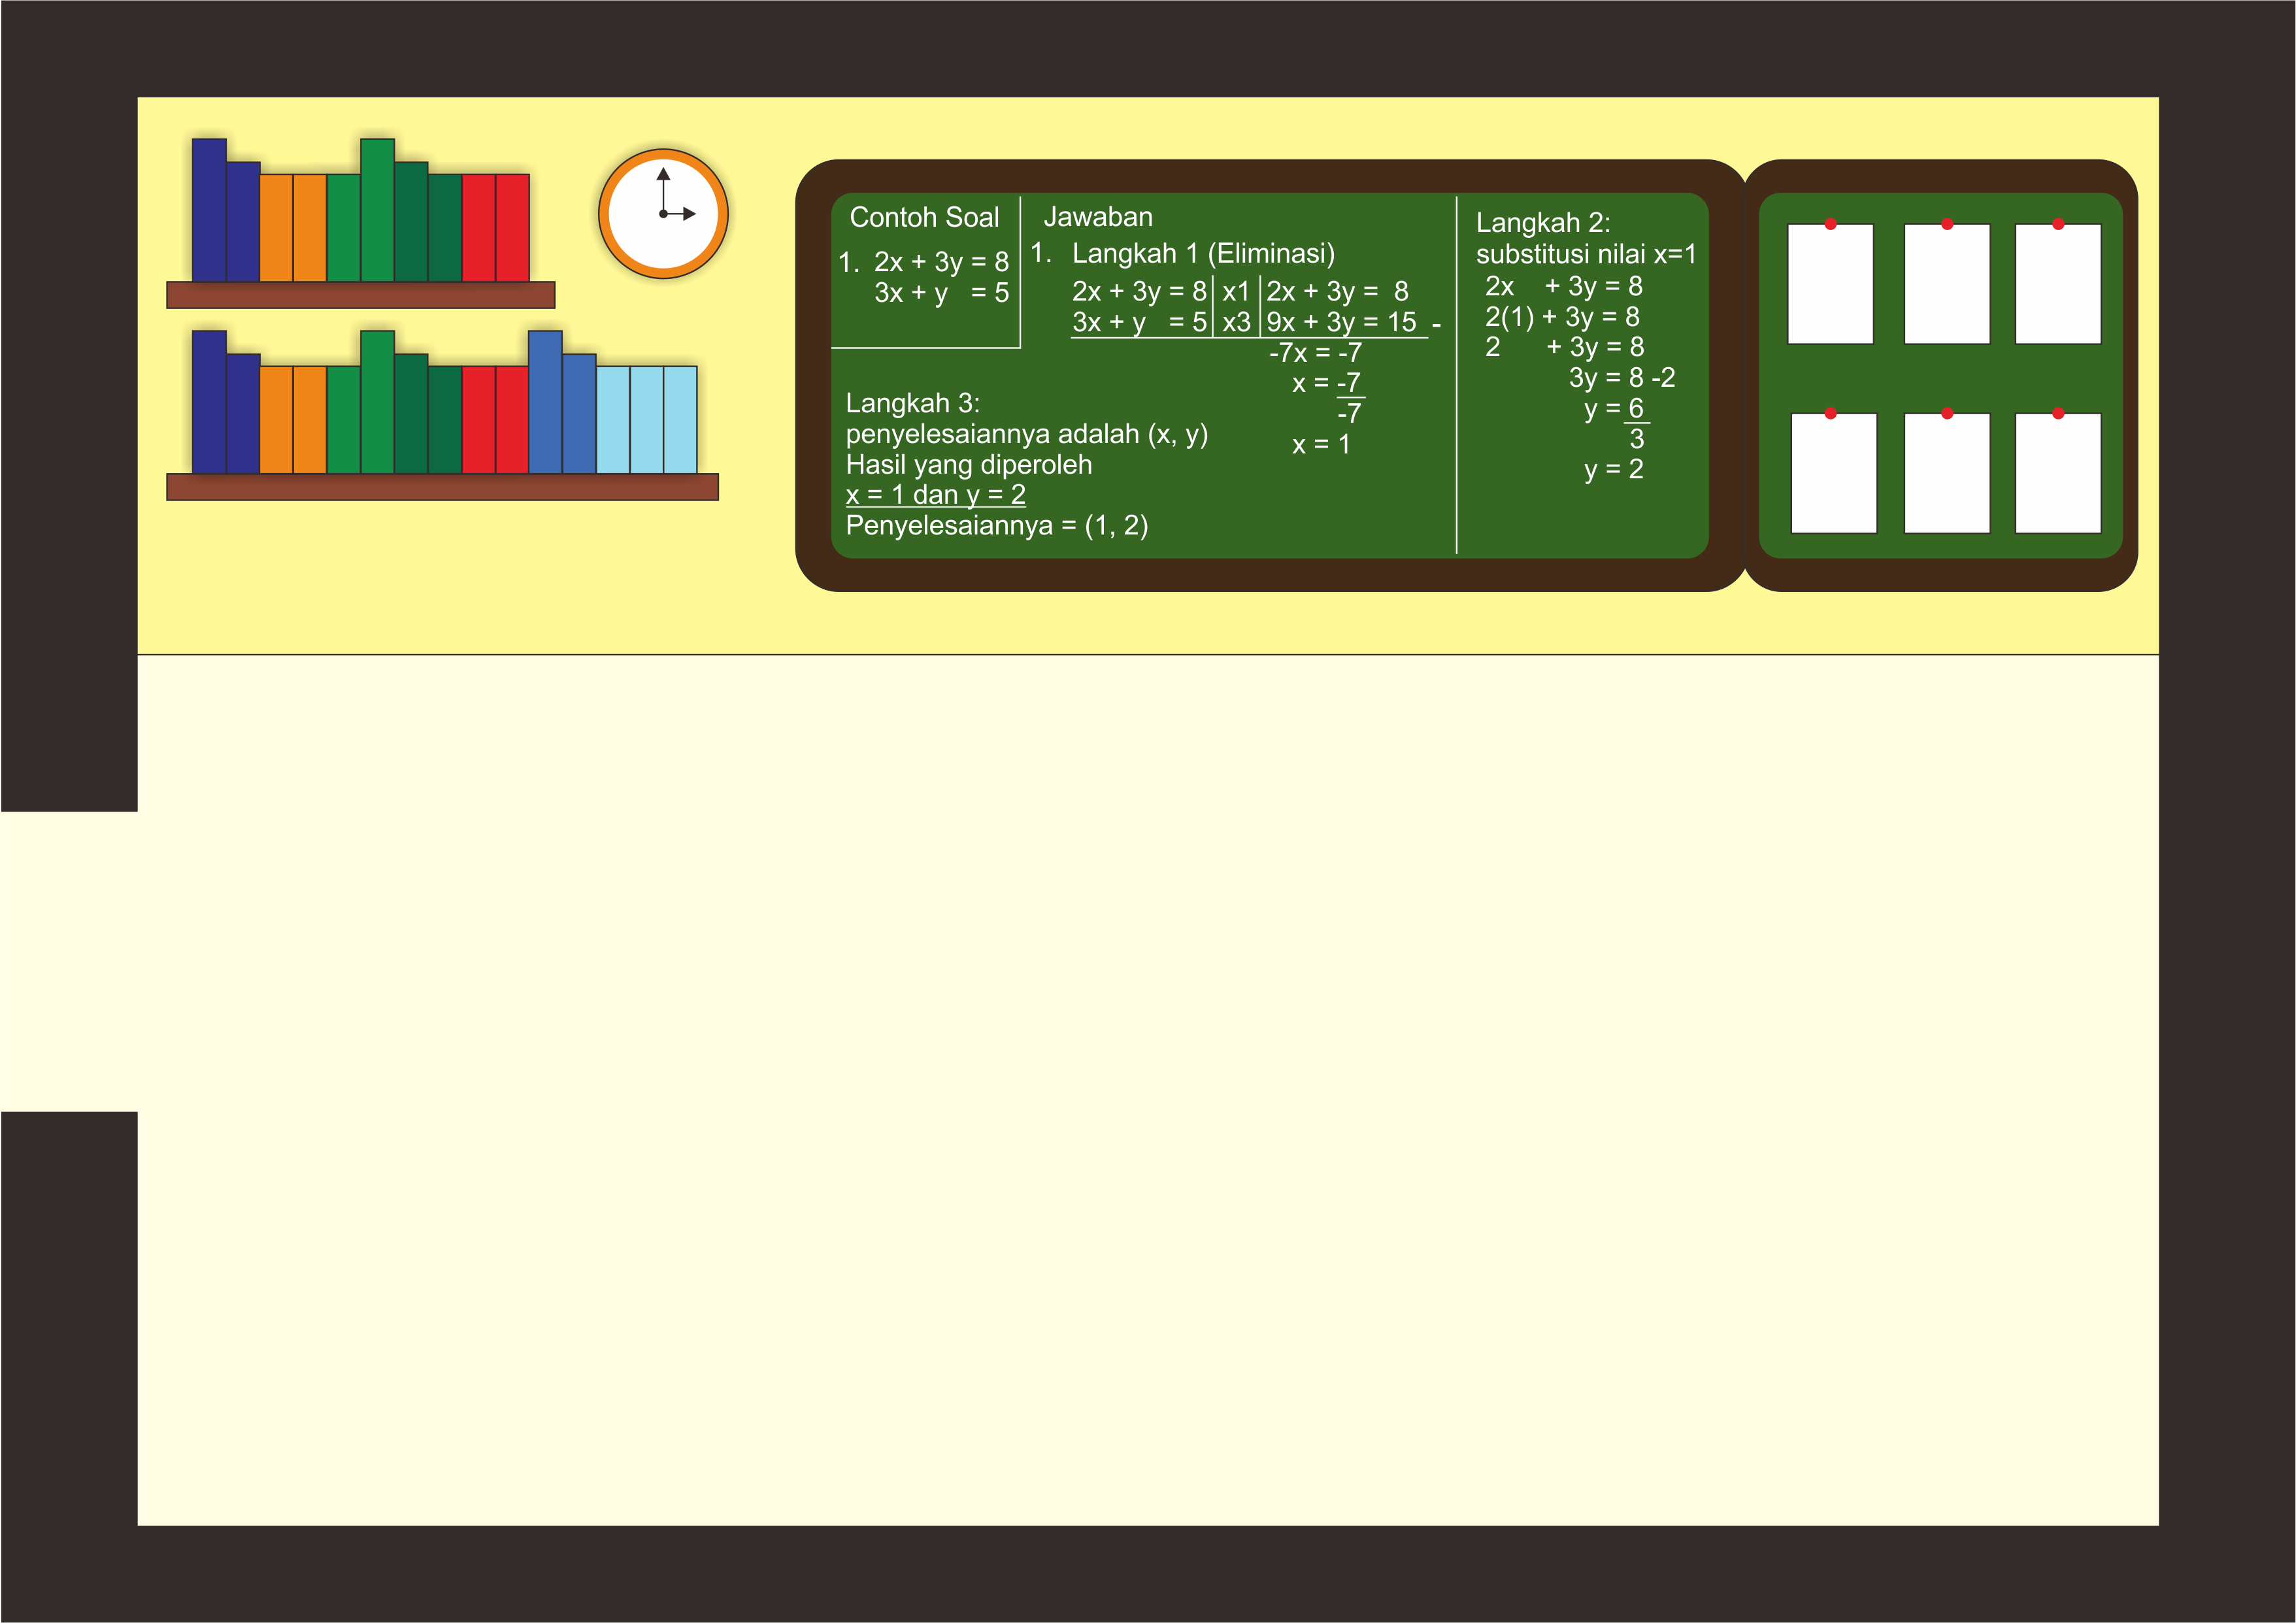 Contoh Soal
1. 2x + 3y = 8
3x + y = 5
Jawaban
1. Langkah 1 (Eliminasi)
2x + 3y = 8 | x1 | 2x + 3y = 8
3x + y = 5 | x3 | 9x + 3y = 15 -
-7x = -7
x = -7
-7
x = 1
Langkah 2:
substitusi nilai x=1
2x + 3y = 8
2(1) + 3y = 8
2 + 3y = 8
3y = 8 -2
y = 6
3
y = 2
Langkah 3:
penyelesaiannya adalah (x, y)
Hasil yang diperoleh
x = 1 dan y = 2
Penyelesaiannya = (1, 2)